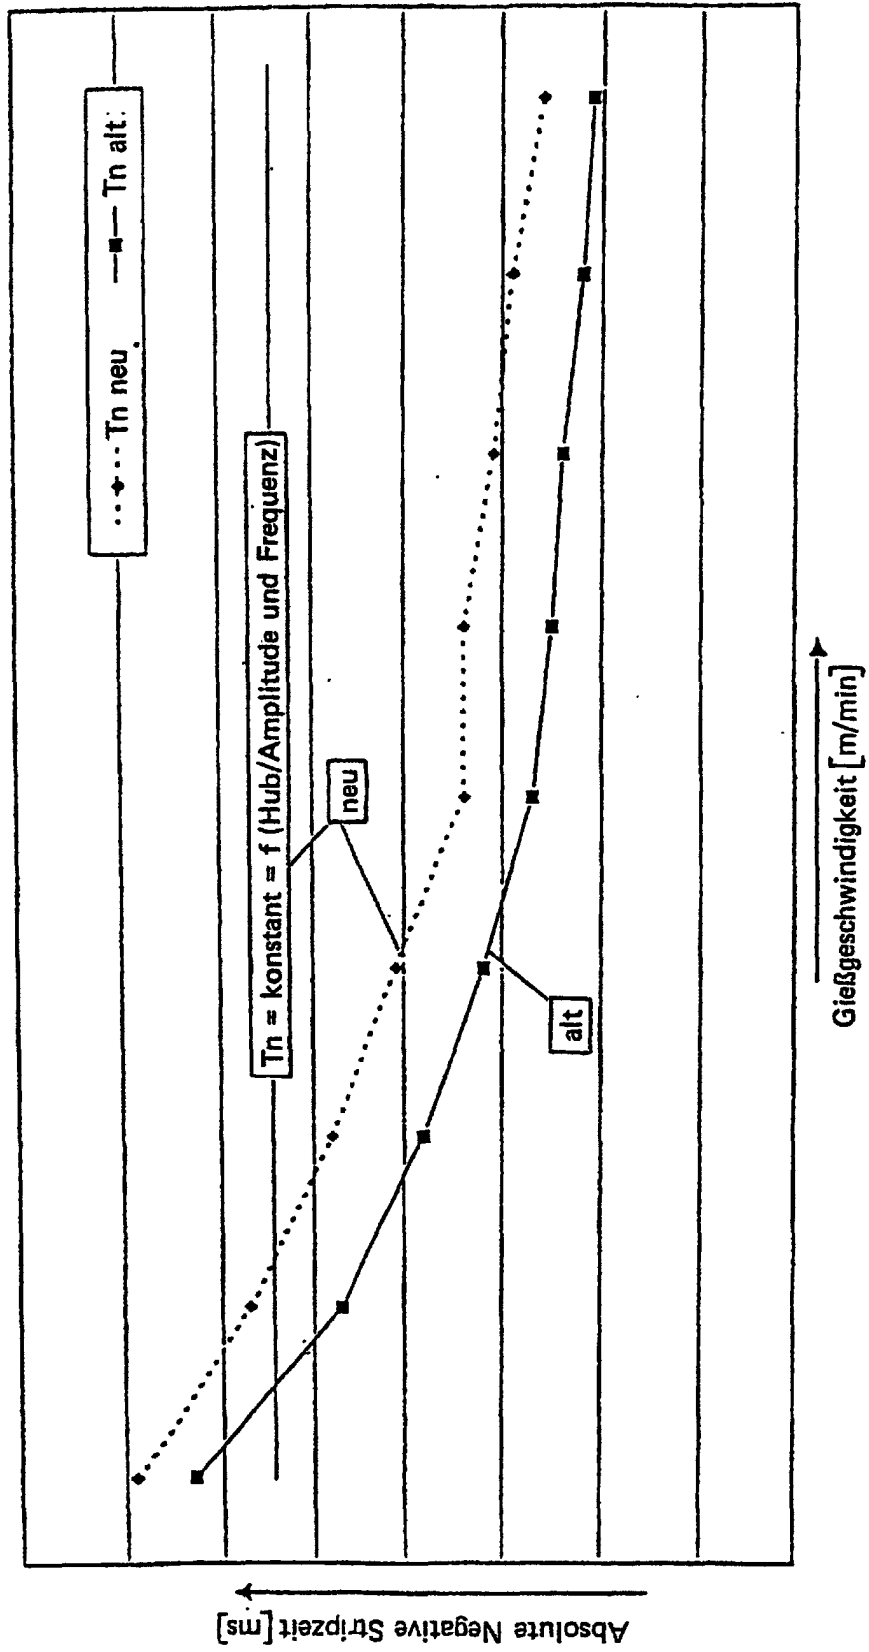 Tn neu Tn alt
Tn = konstant = f (Hub/Amplitude und Frequenz)
neu
alt
Gießgeschwindigkeit [m/min]
Absolute Negative Stripzeit [ms]